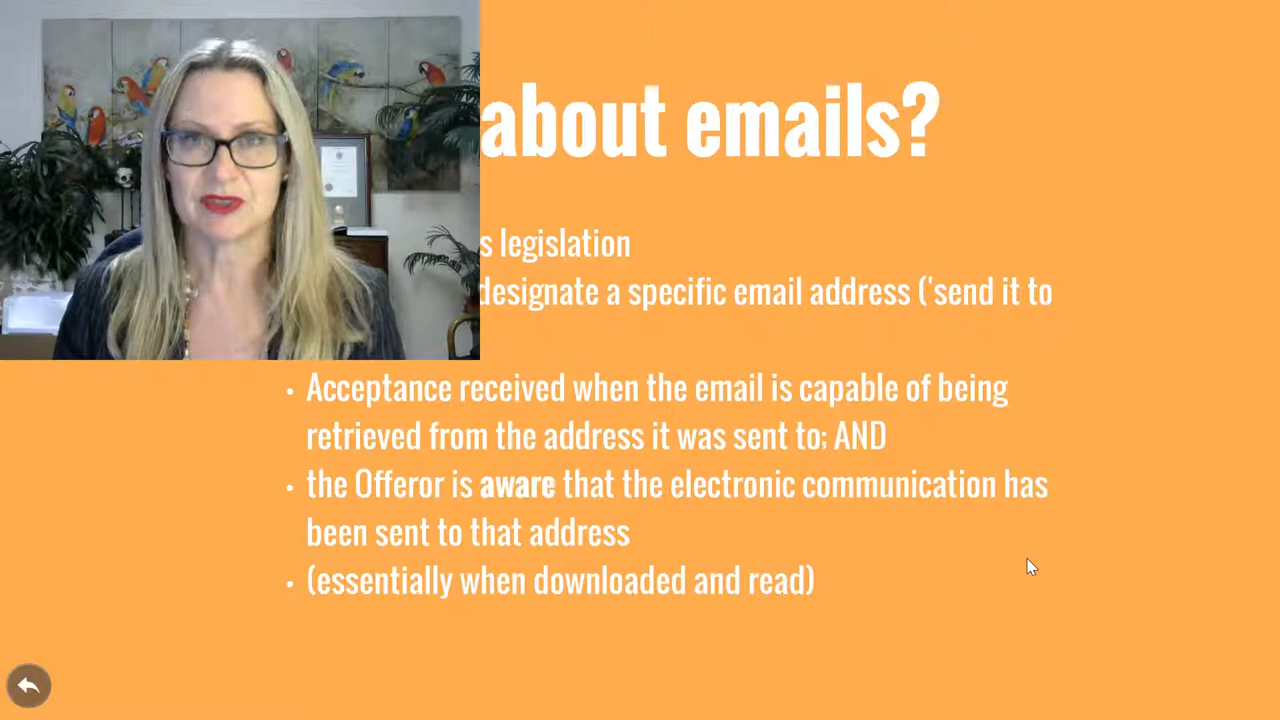 about emails?
s legislation
designate a specific email address ('send it to
• Acceptance received when the email is capable of being
retrieved from the address it was sent to; AND
• the Offeror is aware that the electronic communication has
been sent to that address
• (essentially when downloaded and read)